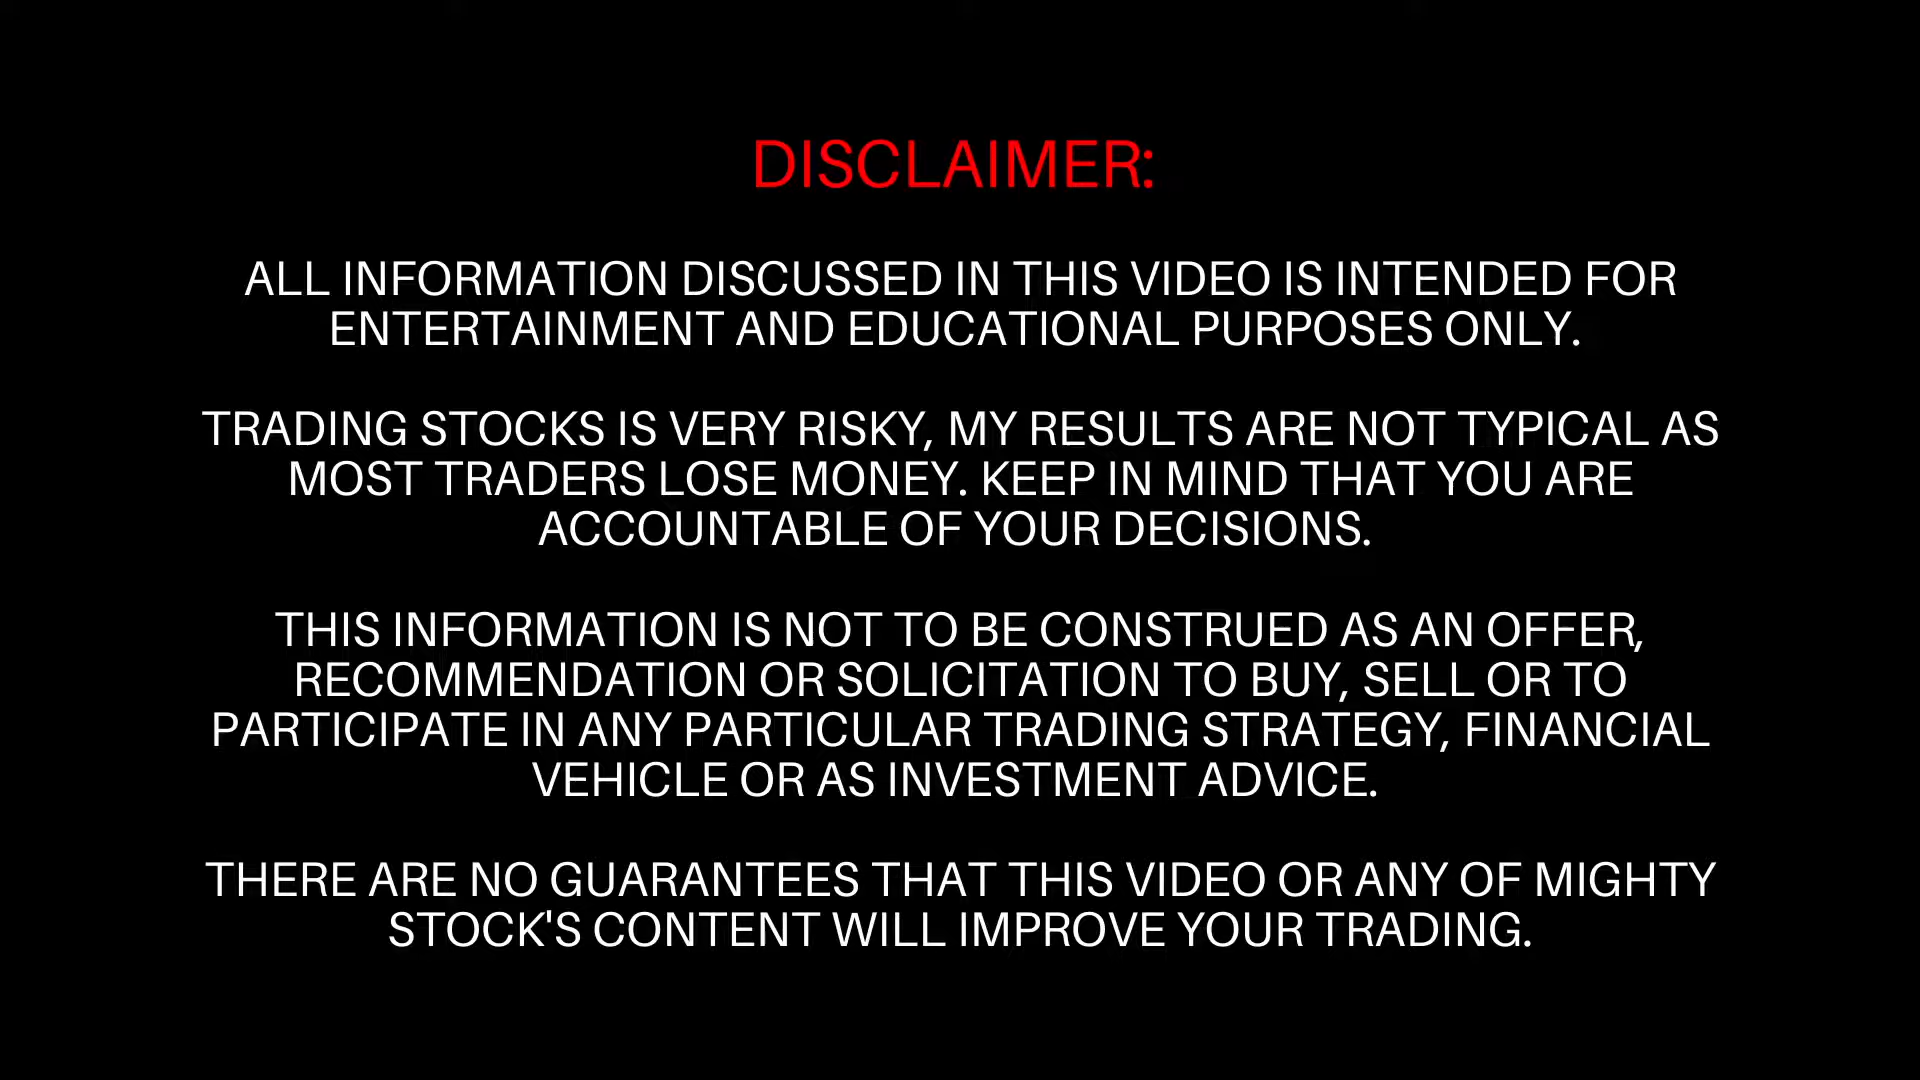 DISCLAIMER:
ALL INFORMATION DISCUSSED IN THIS VIDEO IS INTENDED FOR
ENTERTAINMENT AND EDUCATIONAL PURPOSES ONLY.
TRADING STOCKS IS VERY RISKY, MY RESULTS ARE NOT TYPICAL AS
MOST TRADERS LOSE MONEY. KEEP IN MIND THAT YOU ARE
ACCOUNTABLE OF YOUR DECISIONS.
THIS INFORMATION IS NOT TO BE CONSTRUED AS AN OFFER,
RECOMMENDATION OR SOLICITATION TO BUY, SELL OR TO
PARTICIPATE IN ANY PARTICULAR TRADING STRATEGY, FINANCIAL
VEHICLE OR AS INVESTMENT ADVICE.
THERE ARE NO GUARANTEES THAT THIS VIDEO OR ANY OF MIGHTY
STOCK'S CONTENT WILL IMPROVE YOUR TRADING.